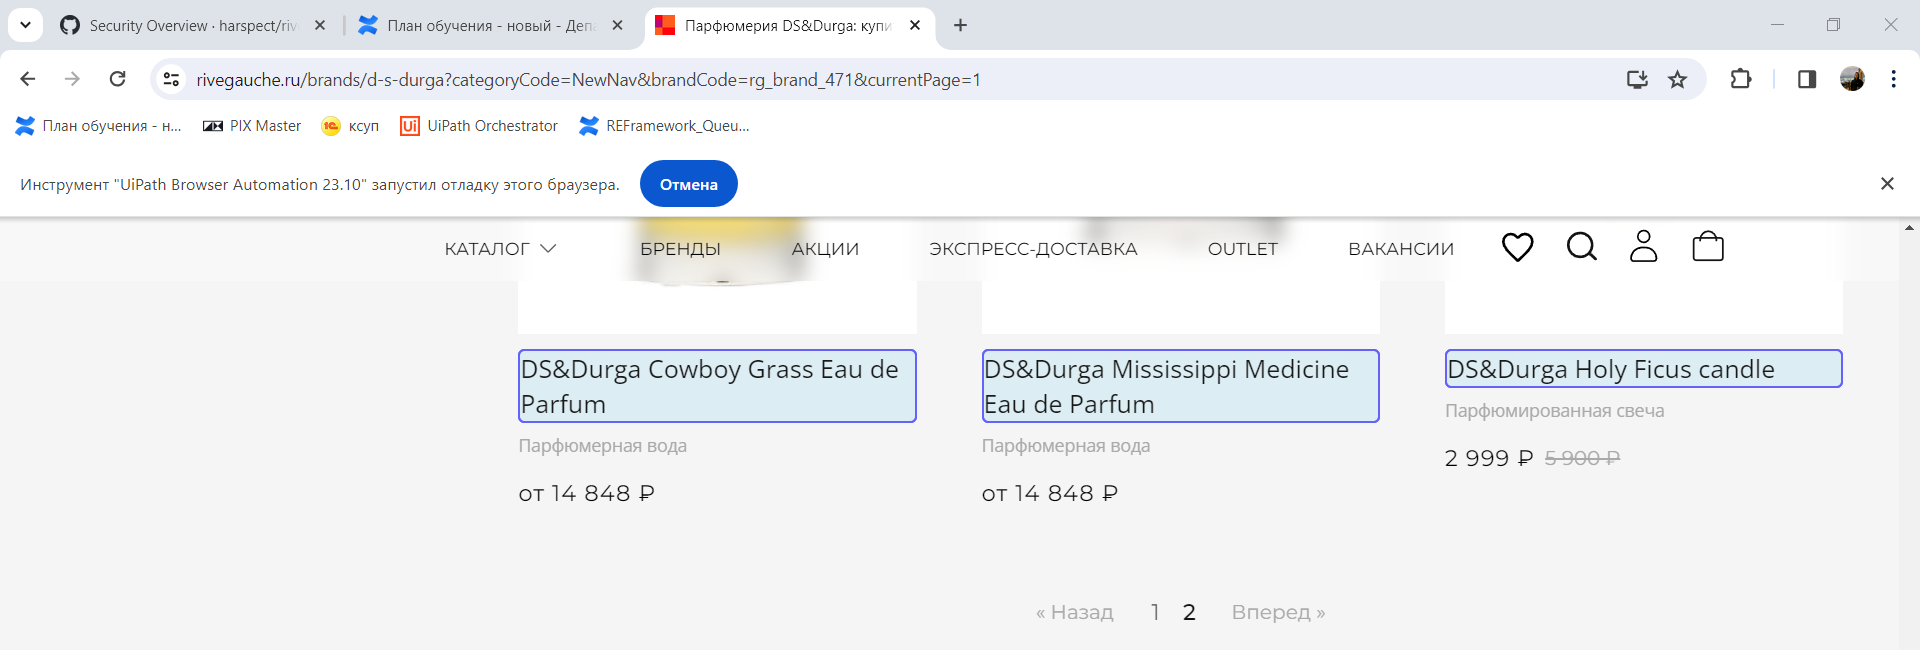 Security Overview · harspect/riv
План обучения - новый - Депа
Парфюмерия DS&Durga: купи
rivegauche.ru/brands/d-s-durga?categoryCode=NewNav&brandCode=rg_brand_471&currentPage=1
План обучения - н...
PIX Master
ксуп
UiPath Orchestrator
REFramework_Queu...
Инструмент "UiPath Browser Automation 23.10" запустил отладку этого браузера.
Отмена
КАТАЛОГ
БРЕНДЫ
АКЦИИ
ЭКСПРЕСС-ДОСТАВКА
OUTLET
ВАКАНСИИ
DS&Durga Cowboy Grass Eau de
Parfum
Парфюмерная вода
от 14 848 ₽
DS&Durga Mississippi Medicine
Eau de Parfum
Парфюмерная вода
от 14 848 ₽
DS&Durga Holy Ficus candle
Парфюмированная свеча
2 999 ₽ 5 900 ₽
« Назад 1 2 Вперед »